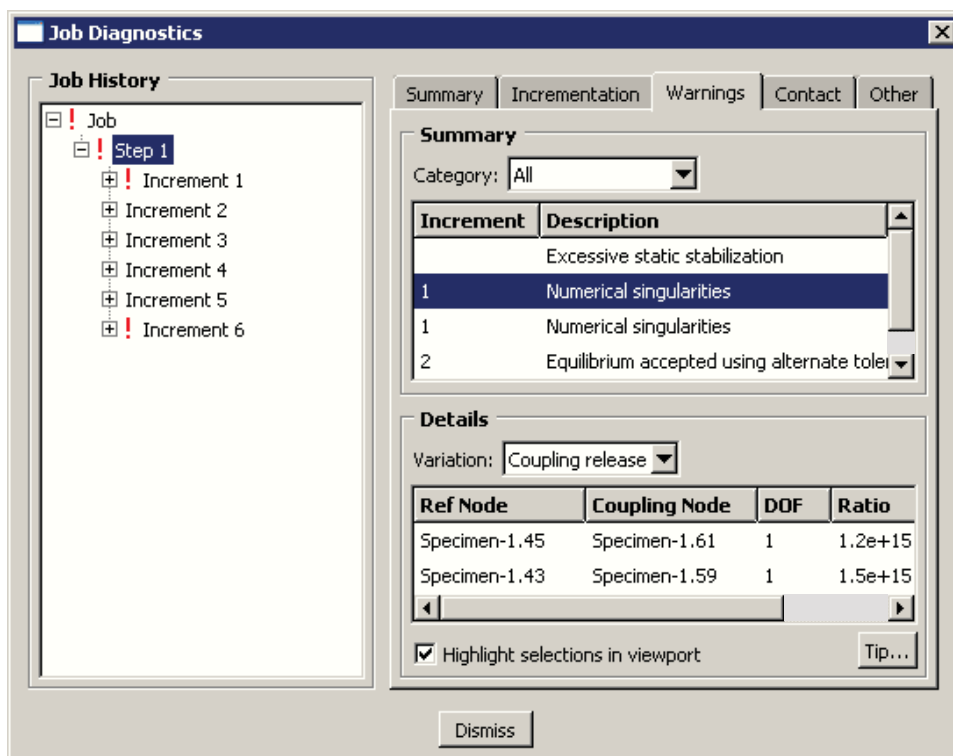 Job Diagnostics
Job History
! Job
! Step 1
! Increment 1
Increment 2
Increment 3
Increment 4
Increment 5
! Increment 6
Summary Incrementation Warnings Contact Other
Summary
Category: All
Increment Description
Excessive static stabilization
1 Numerical singularities
1 Numerical singularities
2 Equilibrium accepted using alternate toler
Details
Variation: Coupling release
Ref Node Coupling Node DOF Ratio
Specimen-1.45 Specimen-1.61 1 1.2e+15
Specimen-1.43 Specimen-1.59 1 1.5e+15
Highlight selections in viewport
Tip...
Dismiss